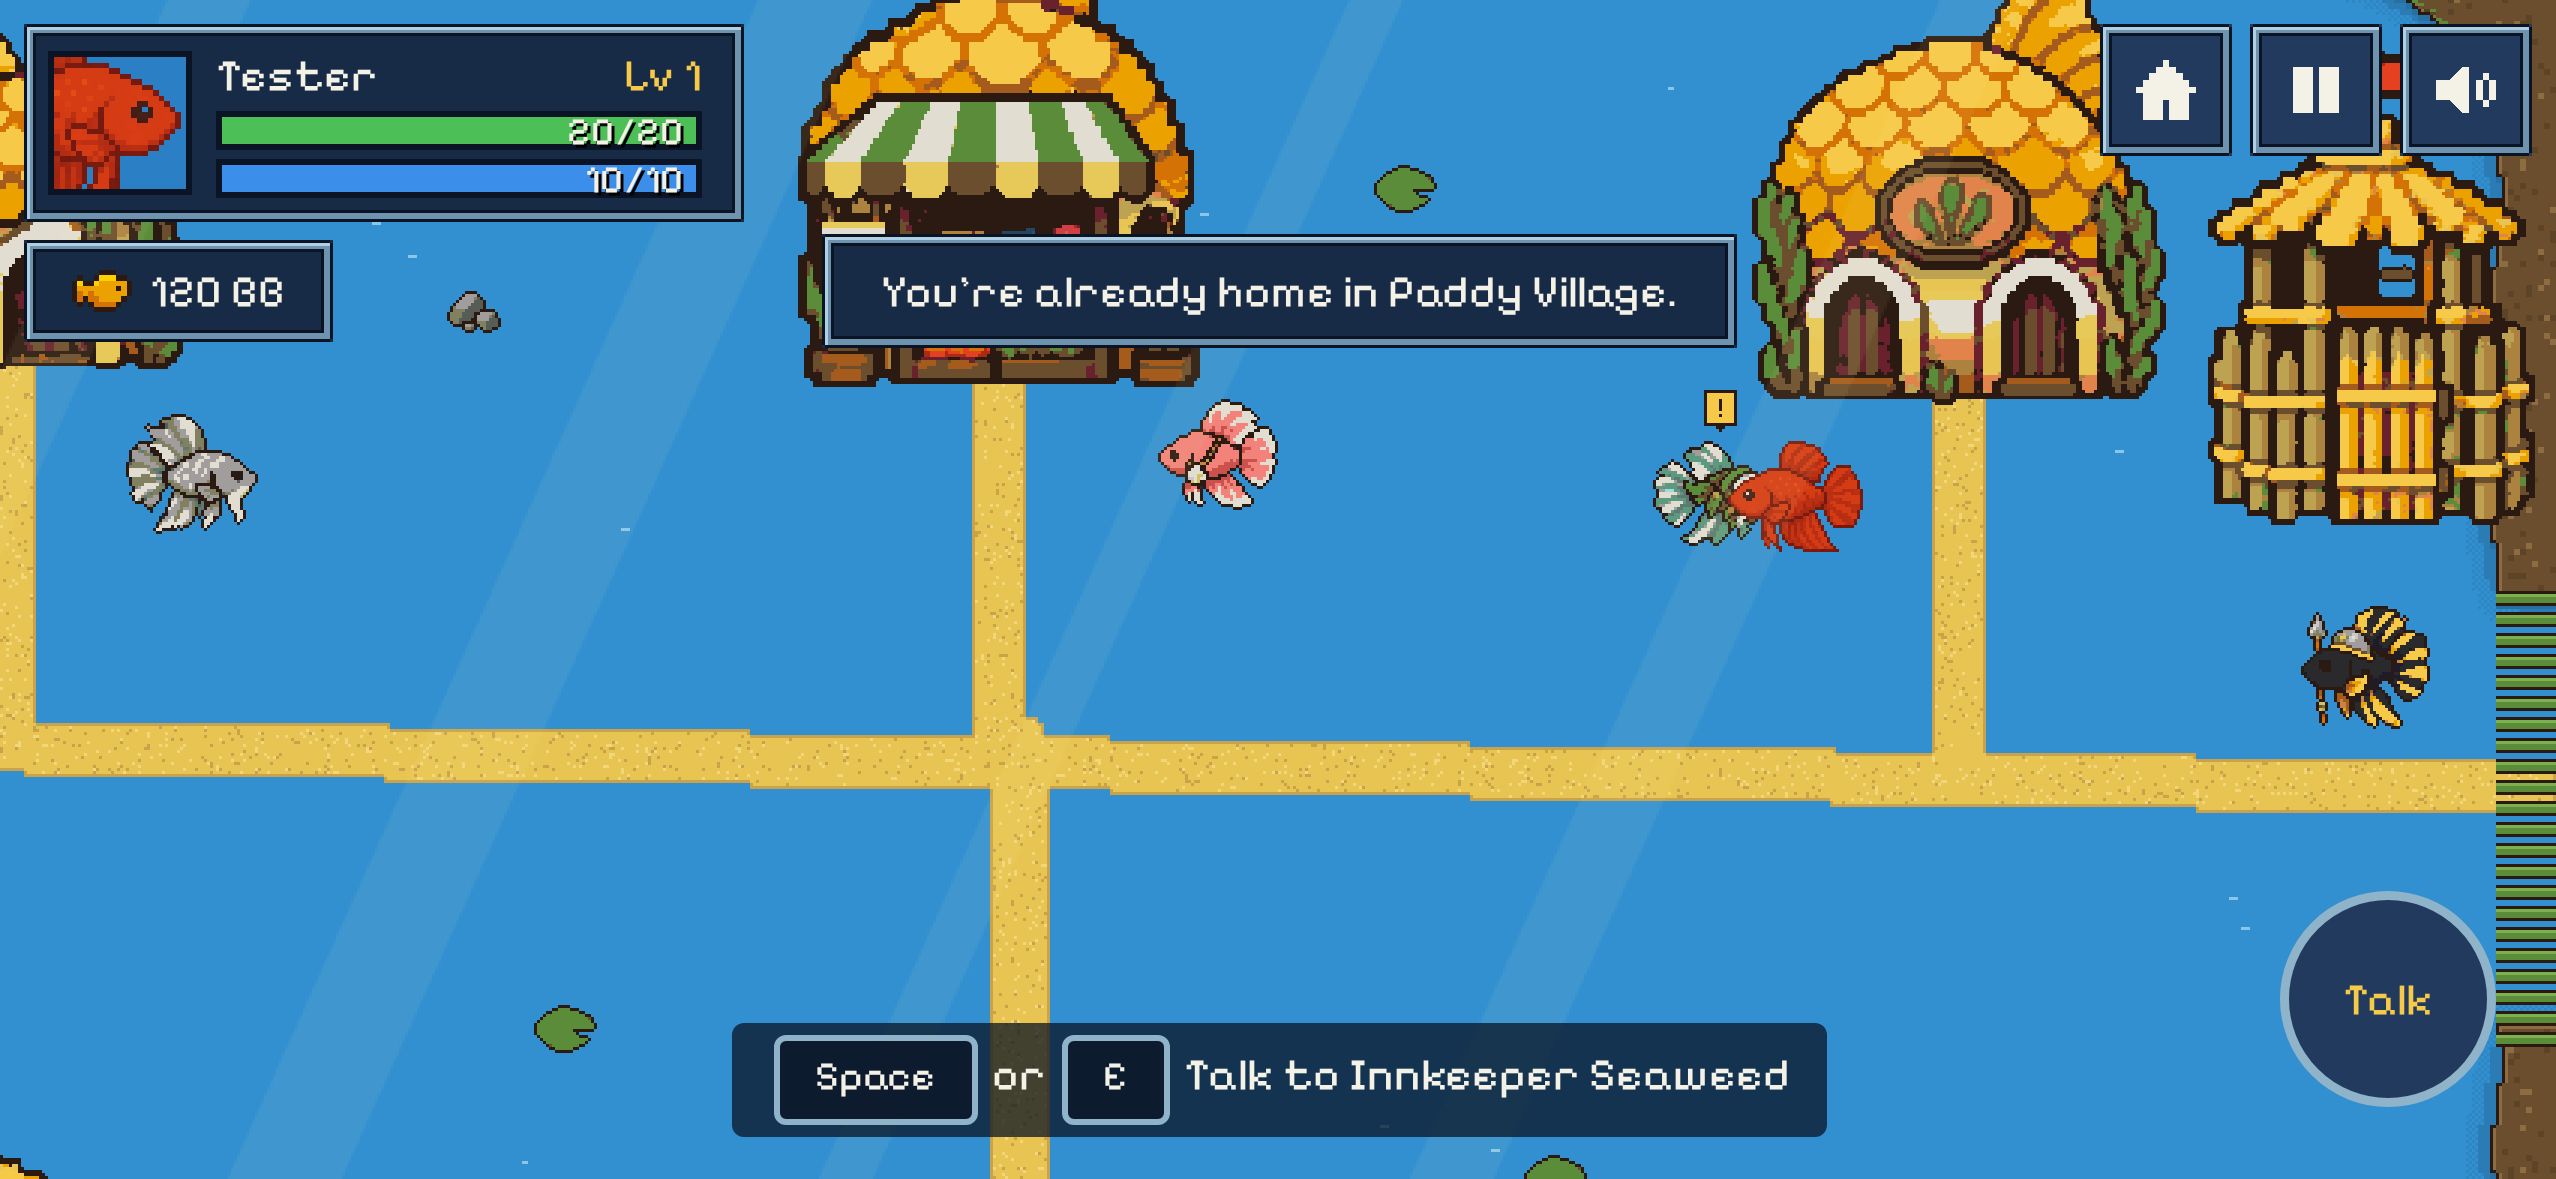 Tester
Lv 1
20/20
10/10
120 BB
You're already home in Paddy Village.
!
Space or E Talk to Innkeeper Seaweed
Talk